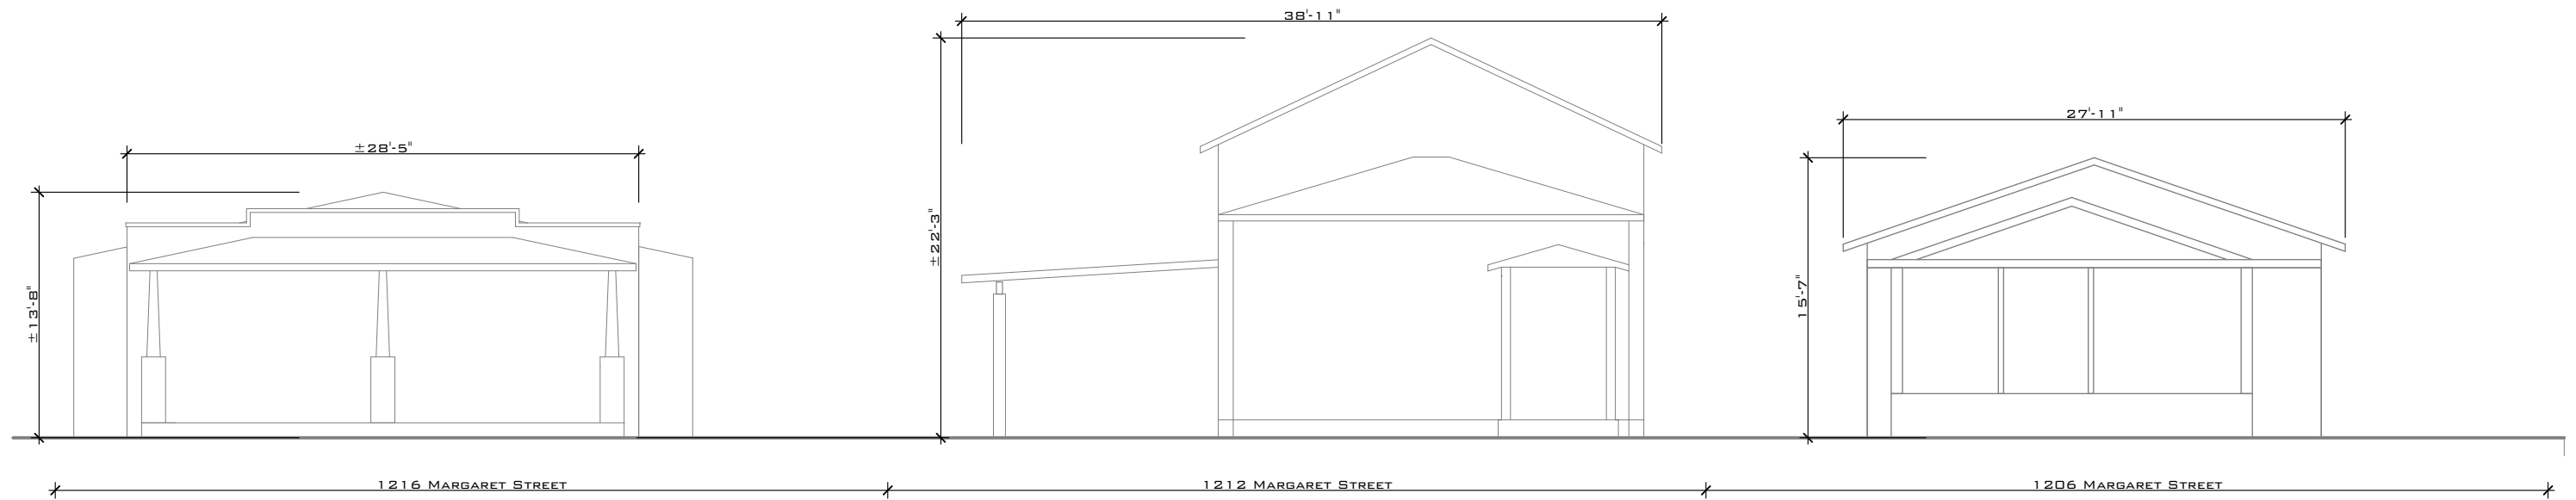 38'-11"
27'-11"
±28'-5"
±22'-3"
15'-7"
±13'-8"
1216 Margaret Street
1212 Margaret Street
1206 Margaret Street